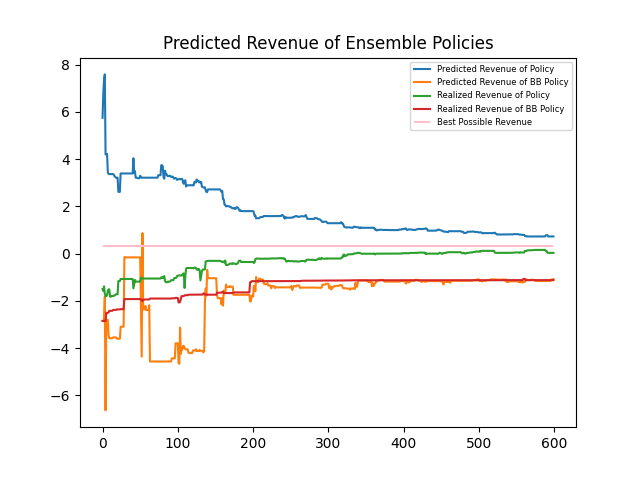 Predicted Revenue of Ensemble Policies
Predicted Revenue of Policy
Predicted Revenue of BB Policy
Realized Revenue of Policy
Realized Revenue of BB Policy
Best Possible Revenue
8
6
4
2
0
−2
−4
−6
0 100 200 300 400 500 600